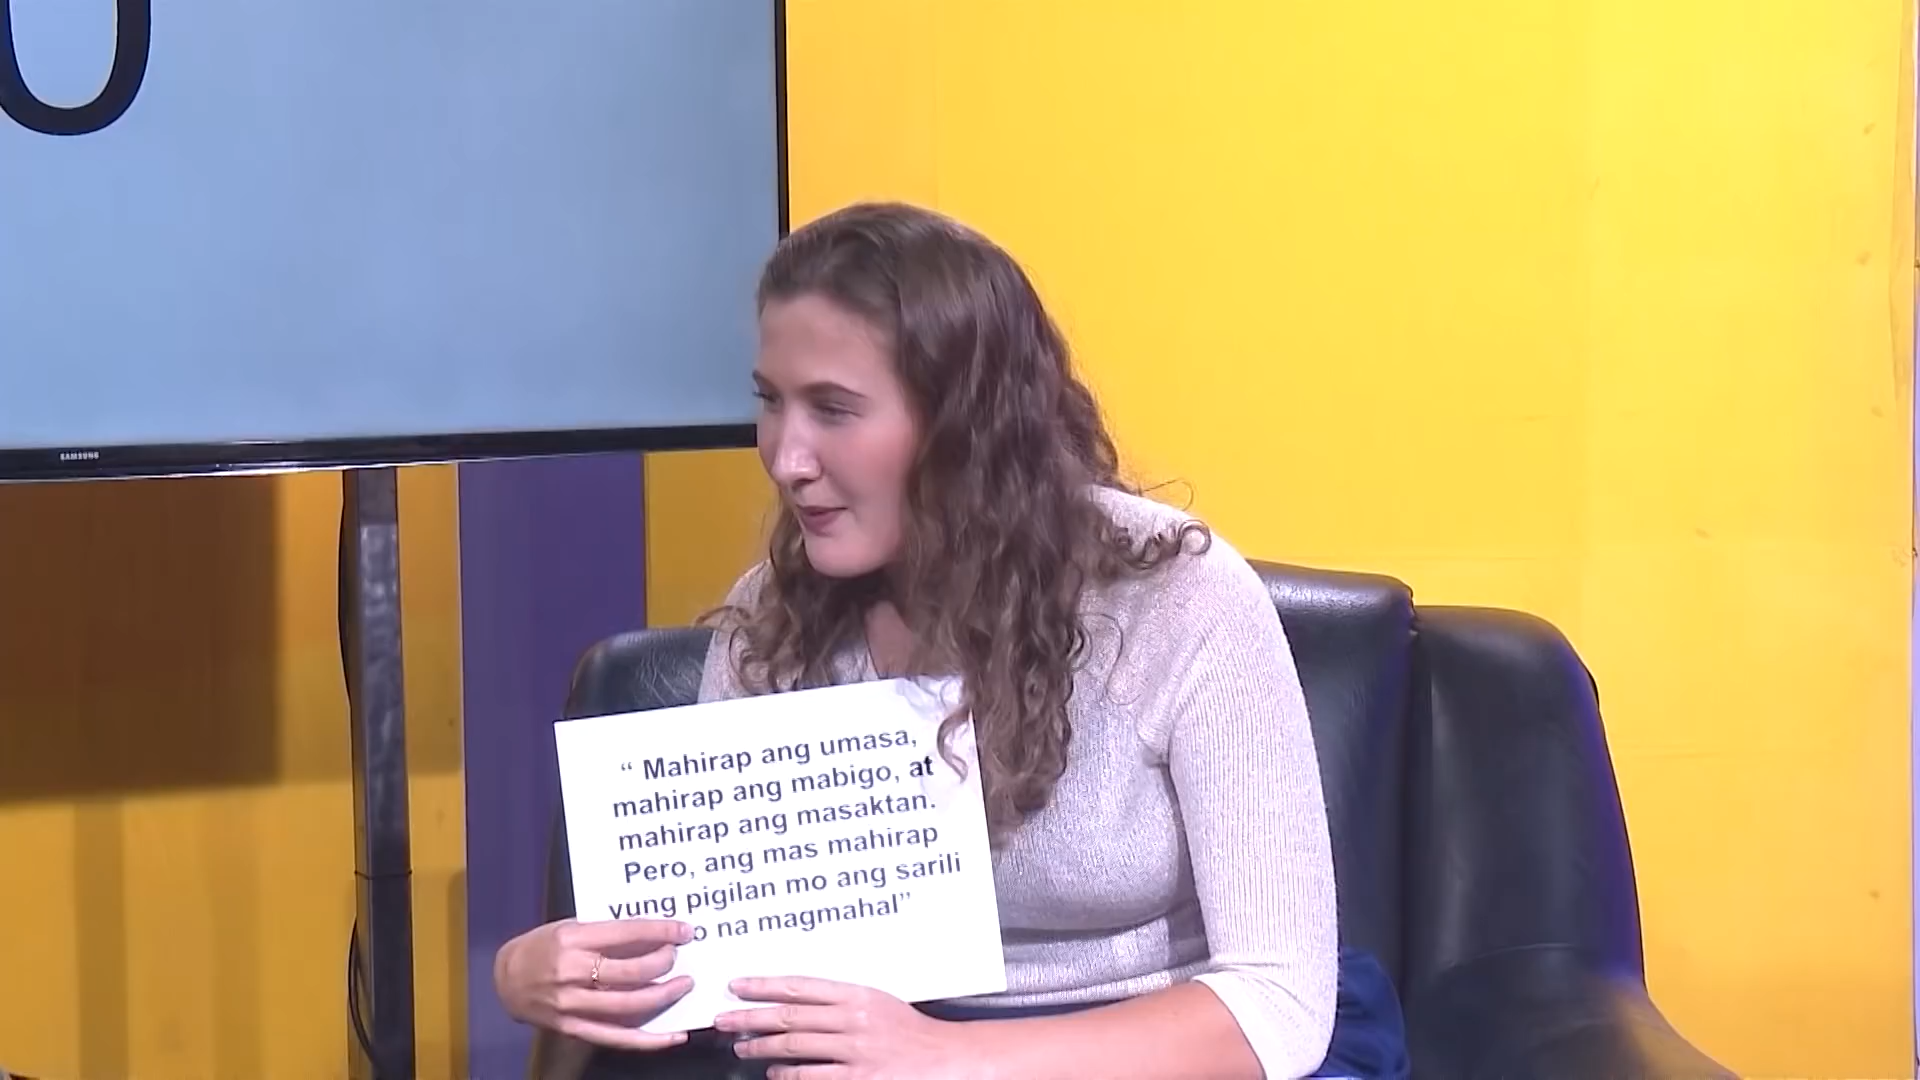 U
SAMSUNG
“ Mahirap ang umasa,
mahirap ang mabigo, at
mahirap ang masaktan.
Pero, ang mas mahirap
yung pigilan mo ang sarili
na magmahal”